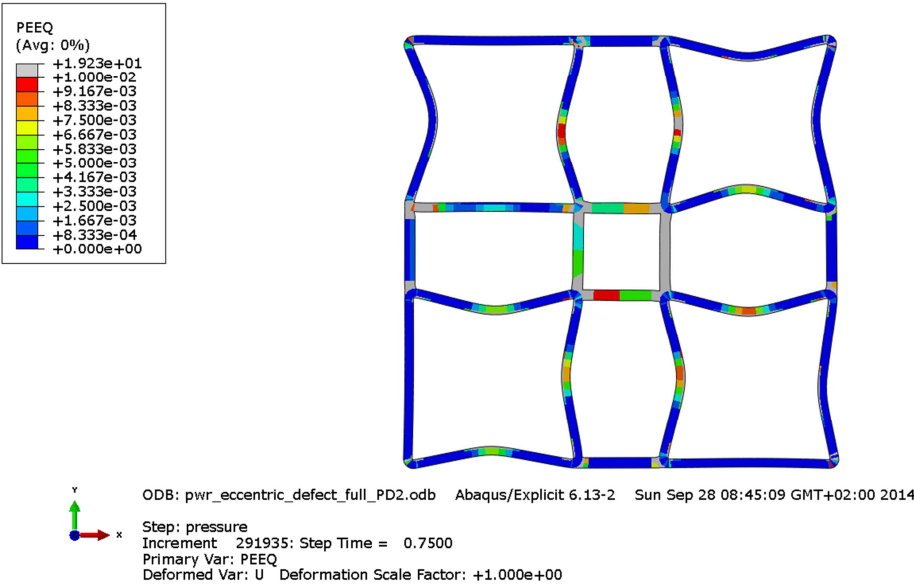 PEEQ
(Avg: 0%)
+1.923e+01
+1.000e-02
+9.167e-03
+8.333e-03
+7.500e-03
+6.667e-03
+5.833e-03
+5.000e-03
+4.167e-03
+3.333e-03
+2.500e-03
+1.667e-03
+8.333e-04
+0.000e+00
Y
X
ODB: pwr_eccentric_defect_full_PD2.odb Abaqus/Explicit 6.13-2 Sun Sep 28 08:45:09 GMT+02:00 2014
Step: pressure
Increment 291935: Step Time = 0.7500
Primary Var: PEEQ
Deformed Var: U Deformation Scale Factor: +1.000e+00